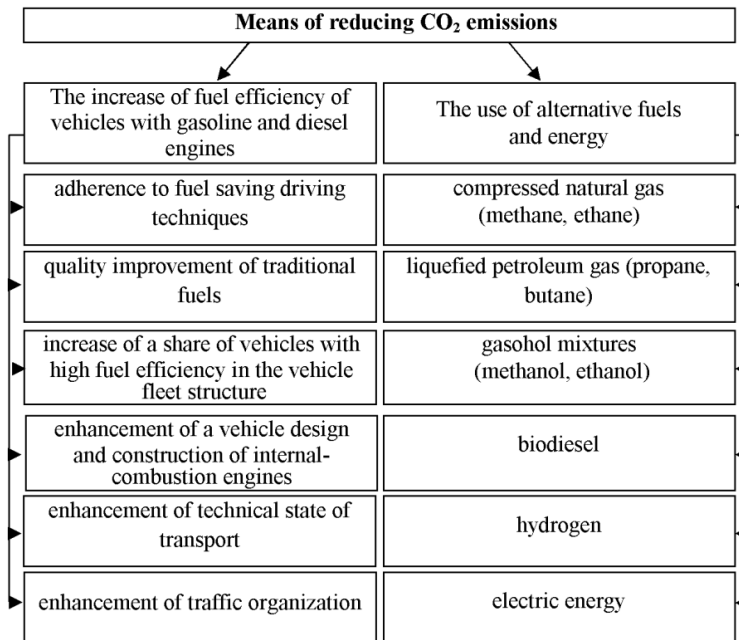 Means of reducing CO₂ emissions
The increase of fuel efficiency of
vehicles with gasoline and diesel
engines
The use of alternative fuels
and energy
adherence to fuel saving driving
techniques
compressed natural gas
(methane, ethane)
quality improvement of traditional
fuels
liquefied petroleum gas (propane,
butane)
increase of a share of vehicles with
high fuel efficiency in the vehicle
fleet structure
gasohol mixtures
(methanol, ethanol)
enhancement of a vehicle design
and construction of internal-
combustion engines
biodiesel
enhancement of technical state of
transport
hydrogen
enhancement of traffic organization
electric energy